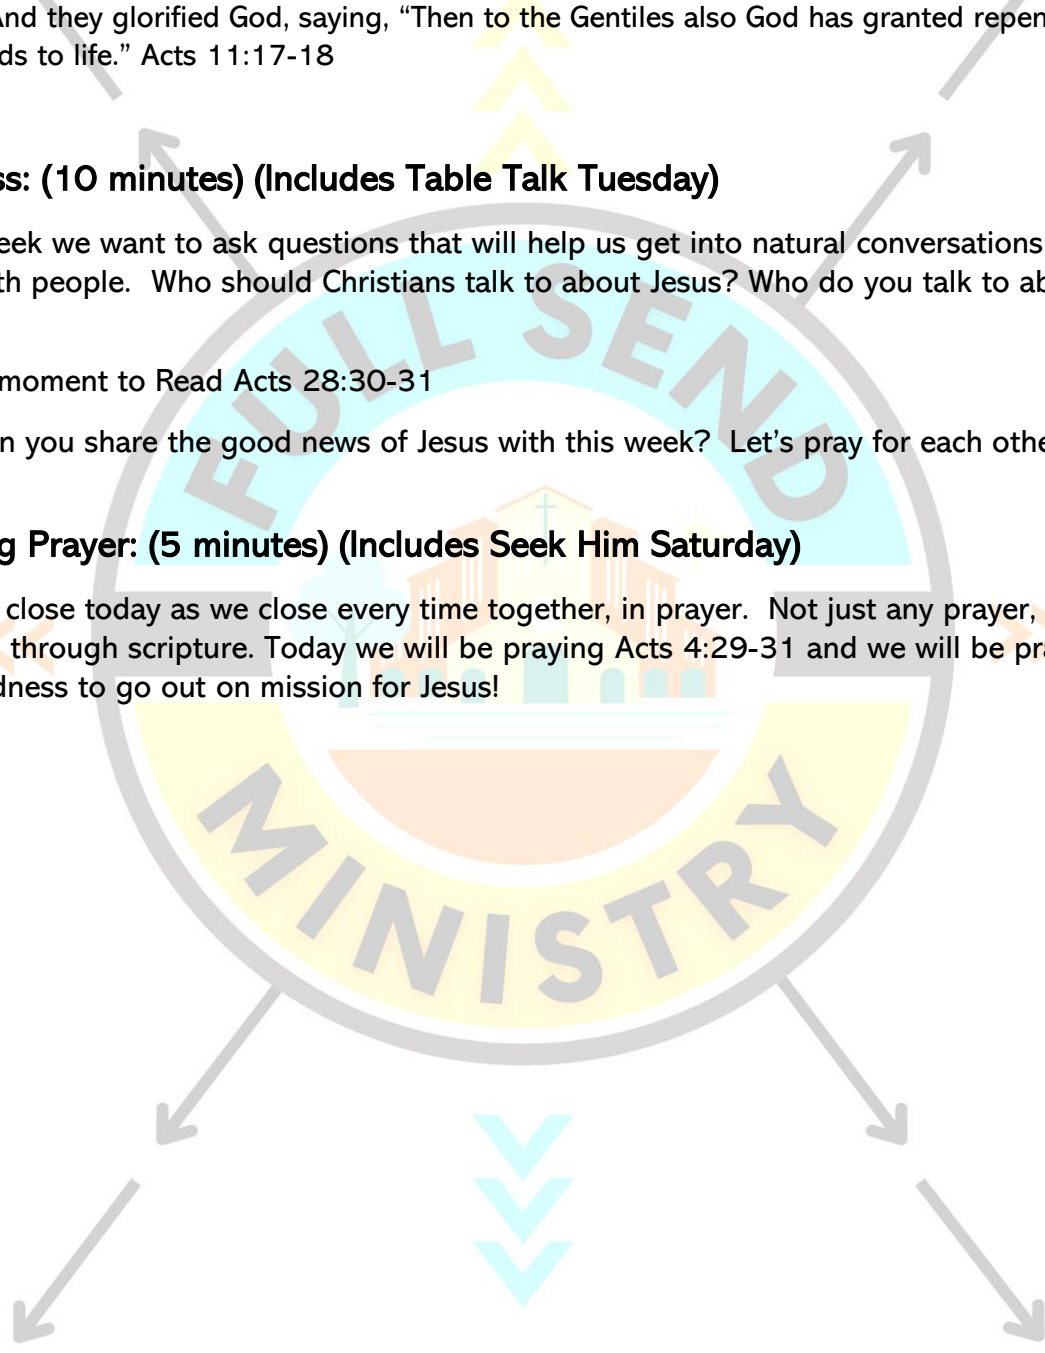 And they glorified God, saying, “Then to the Gentiles also God has granted repen
ds to life.” Acts 11:17-18
ss: (10 minutes) (Includes Table Talk Tuesday)
eek we want to ask questions that will help us get into natural conversations
th people.  Who should Christians talk to about Jesus? Who do you talk to ab
moment to Read Acts 28:30-31
n you share the good news of Jesus with this week?  Let’s pray for each othe
g Prayer: (5 minutes) (Includes Seek Him Saturday)
close today as we close every time together, in prayer.  Not just any prayer,
through scripture. Today we will be praying Acts 4:29-31 and we will be pra
dness to go out on mission for Jesus!
FULL SEND
MINISTRY